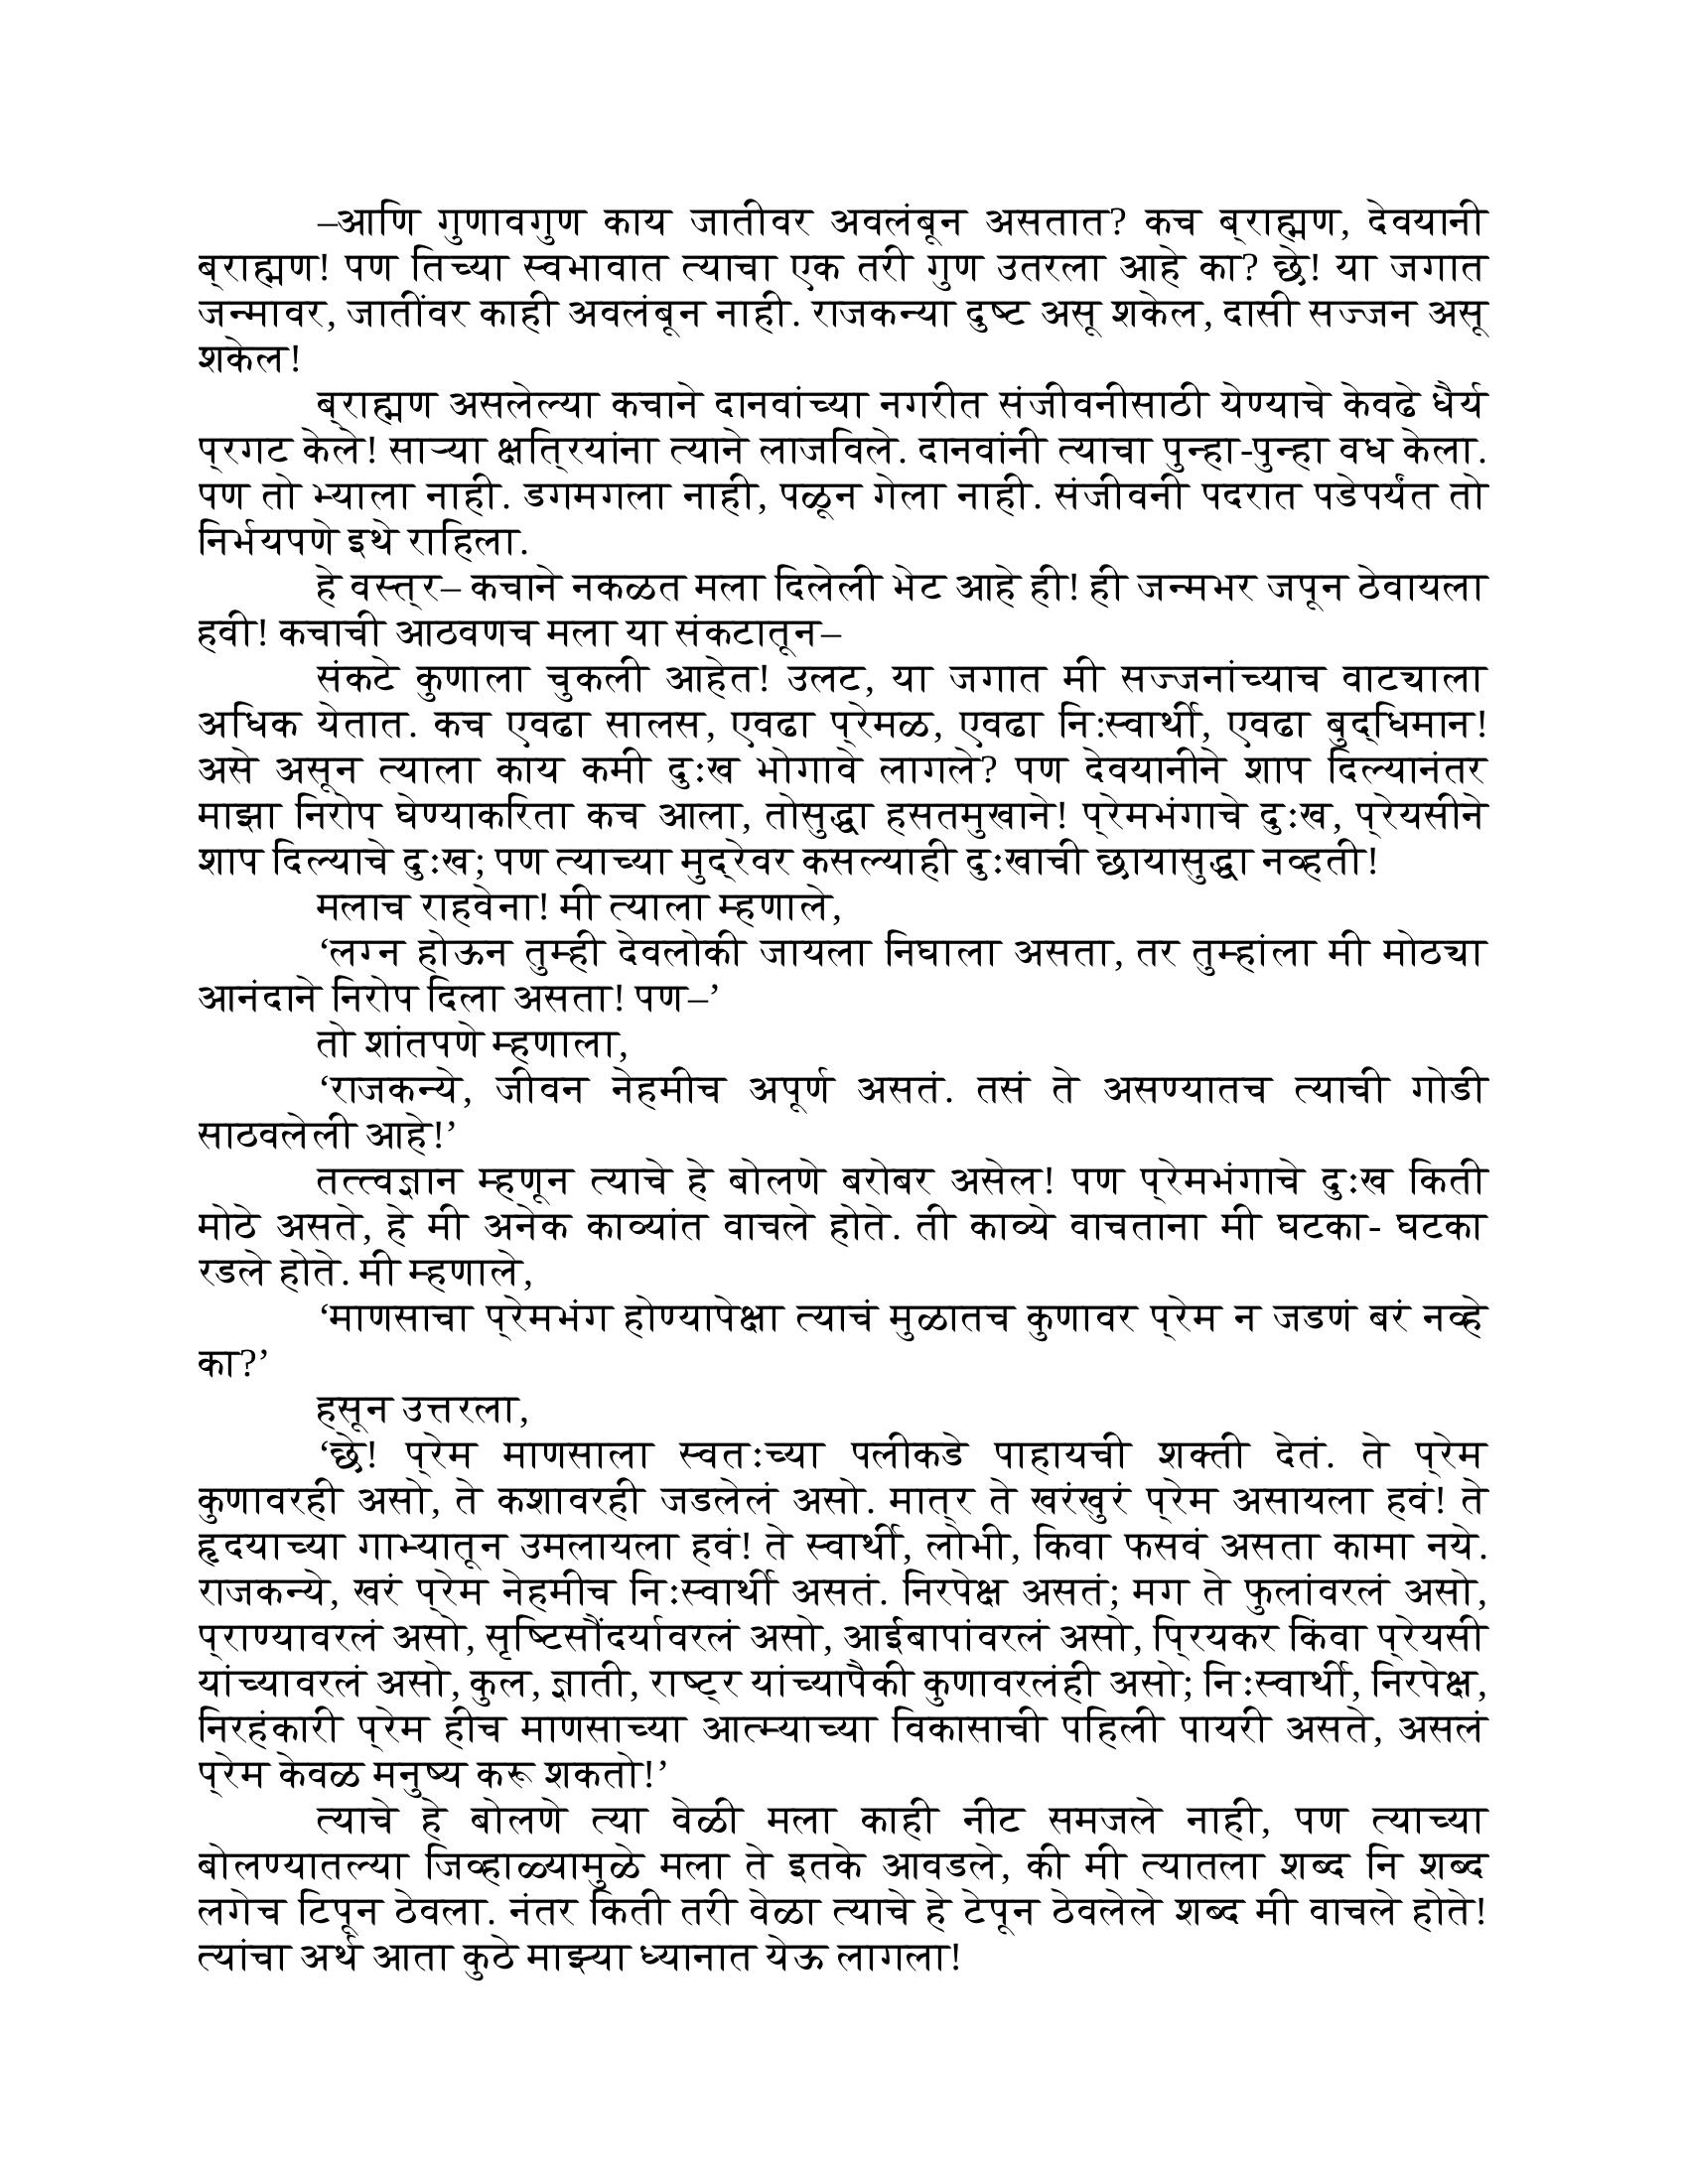 –आणि गुणावगुण काय जातीवर अवलंबून असतात? कच ब्राह्मण, देवयानी
ब्राह्मण! पण तिच्या स्वभावात त्याचा एक तरी गुण उतरला आहे का? छे! या जगात
जन्मावर, जातींवर काही अवलंबून नाही. राजकन्या दुष्ट असू शकेल, दासी सज्जन असू
शकेल!
ब्राह्मण असलेल्या कचाने दानवांच्या नगरीत संजीवनीसाठी येण्याचे केवढे धैर्य
प्रगट केले! साऱ्या क्षत्रियांना त्याने लाजविले. दानवांनी त्याचा पुन्हा-पुन्हा वध केला.
पण तो भ्याला नाही. डगमगला नाही, पळून गेला नाही. संजीवनी पदरात पडेपर्यंत तो
निर्भयपणे इथे राहिला.
हे वस्त्र– कचाने नकळत मला दिलेली भेट आहे ही! ही जन्मभर जपून ठेवायला
हवी! कचाची आठवणच मला या संकटातून–
संकटे कुणाला चुकली आहेत! उलट, या जगात मी सज्जनांच्याच वाट्याला
अधिक येतात. कच एवढा सालस, एवढा प्रेमळ, एवढा निःस्वार्थी, एवढा बुद्धिमान!
असे असून त्याला काय कमी दुःख भोगावे लागले? पण देवयानीने शाप दिल्यानंतर
माझा निरोप घेण्याकरिता कच आला, तोसुद्धा हसतमुखाने! प्रेमभंगाचे दुःख, प्रेयसीने
शाप दिल्याचे दुःख; पण त्याच्या मुद्रेवर कसल्याही दुःखाची छायासुद्धा नव्हती!
मलाच राहवेना! मी त्याला म्हणाले,
‘लग्न होऊन तुम्ही देवलोकी जायला निघाला असता, तर तुम्हांला मी मोठ्या
आनंदाने निरोप दिला असता! पण–’
तो शांतपणे म्हणाला,
‘राजकन्ये, जीवन नेहमीच अपूर्ण असतं. तसं ते असण्यातच त्याची गोडी
साठवलेली आहे!’
तत्त्वज्ञान म्हणून त्याचे हे बोलणे बरोबर असेल! पण प्रेमभंगाचे दुःख किती
मोठे असते, हे मी अनेक काव्यांत वाचले होते. ती काव्ये वाचताना मी घटका- घटका
रडले होते. मी म्हणाले,
‘माणसाचा प्रेमभंग होण्यापेक्षा त्याचं मुळातच कुणावर प्रेम न जडणं बरं नव्हे
का?’
हसून उत्तरला,
‘छे! प्रेम माणसाला स्वतःच्या पलीकडे पाहायची शक्ती देतं. ते प्रेम
कुणावरही असो, ते कशावरही जडलेलं असो. मात्र ते खरंखुरं प्रेम असायला हवं! ते
हृदयाच्या गाभ्यातून उमलायला हवं! ते स्वार्थी, लोभी, किवा फसवं असता कामा नये.
राजकन्ये, खरं प्रेम नेहमीच निःस्वार्थी असतं. निरपेक्ष असतं; मग ते फुलांवरलं असो,
प्राण्यावरलं असो, सृष्टिसौंदर्यावरलं असो, आईबापांवरलं असो, प्रियकर किंवा प्रेयसी
यांच्यावरलं असो, कुल, ज्ञाती, राष्ट्र यांच्यापैकी कुणावरलंही असो; निःस्वार्थी, निरपेक्ष,
निरहंकारी प्रेम हीच माणसाच्या आत्म्याच्या विकासाची पहिली पायरी असते, असलं
प्रेम केवळ मनुष्य करू शकतो!’
त्याचे हे बोलणे त्या वेळी मला काही नीट समजले नाही, पण त्याच्या
बोलण्यातल्या जिव्हाळ्यामुळे मला ते इतके आवडले, की मी त्यातला शब्द नि शब्द
लगेच टिपून ठेवला. नंतर किती तरी वेळा त्याचे हे टेपून ठेवलेले शब्द मी वाचले होते!
त्यांचा अर्थ आता कुठे माझ्या ध्यानात येऊ लागला!